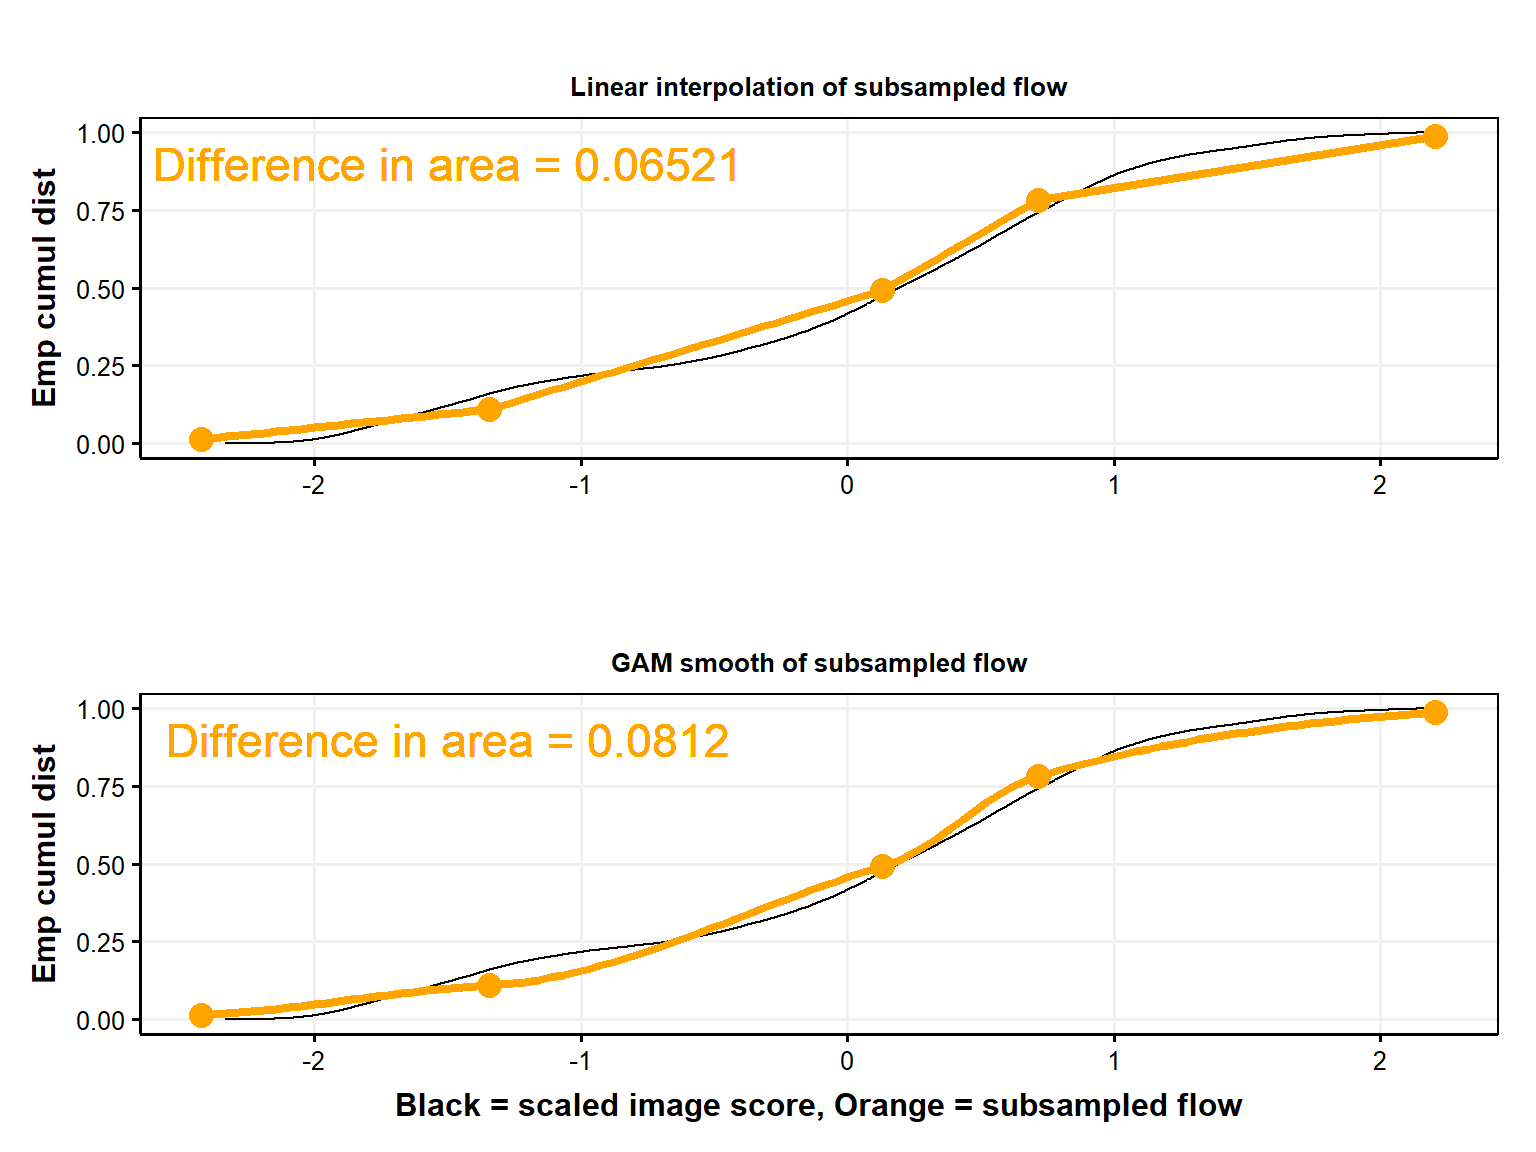 Linear interpolation of subsampled flow
Difference in area = 0.06521
Emp cumul dist
1.00
0.75
0.50
0.25
0.00
-2 -1 0 1 2
GAM smooth of subsampled flow
Difference in area = 0.0812
Emp cumul dist
1.00
0.75
0.50
0.25
0.00
-2 -1 0 1 2
Black = scaled image score, Orange = subsampled flow